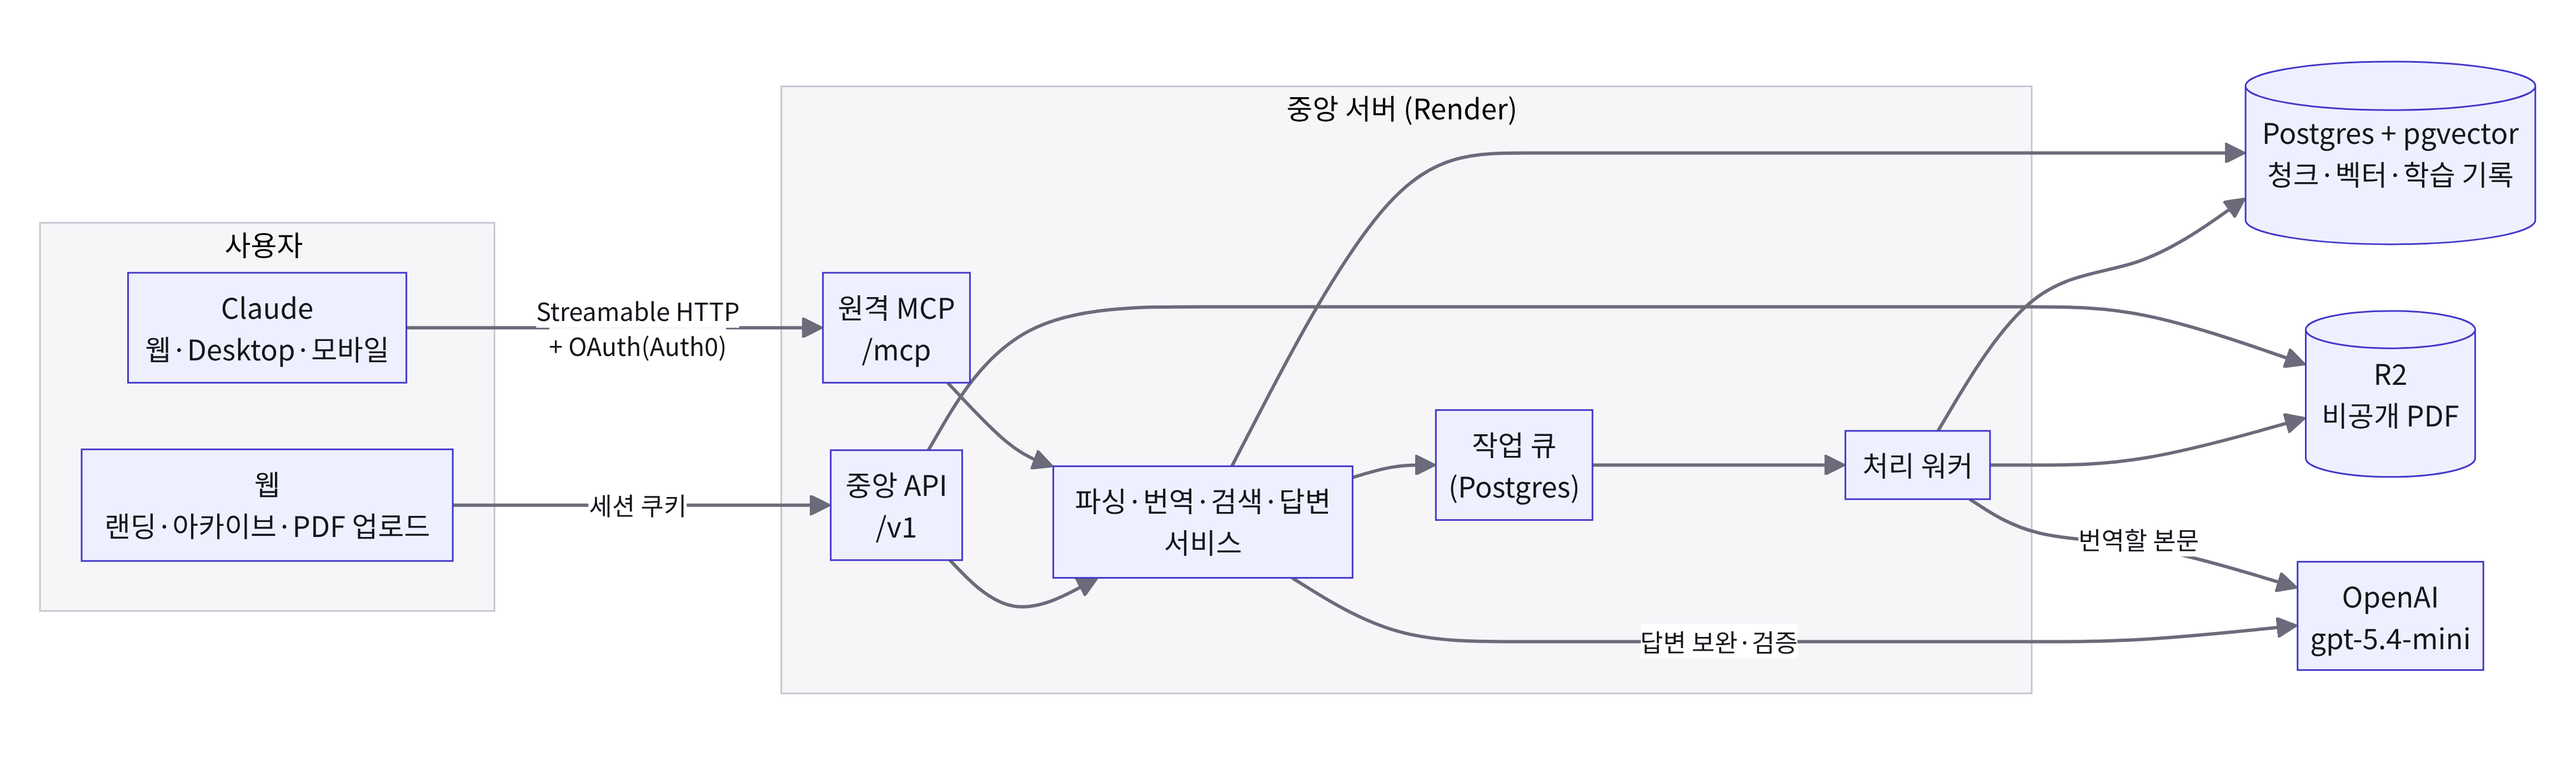 사용자
Claude
웹·Desktop·모바일
웹
랜딩·아카이브·PDF 업로드
Streamable HTTP
+ OAuth(Auth0)
세션 쿠키
중앙 서버 (Render)
원격 MCP
/mcp
중앙 API
/v1
파싱·번역·검색·답변
서비스
작업 큐
(Postgres)
처리 워커
번역할 본문
답변 보완·검증
Postgres + pgvector
청크·벡터·학습 기록
R2
비공개 PDF
OpenAI
gpt-5.4-mini